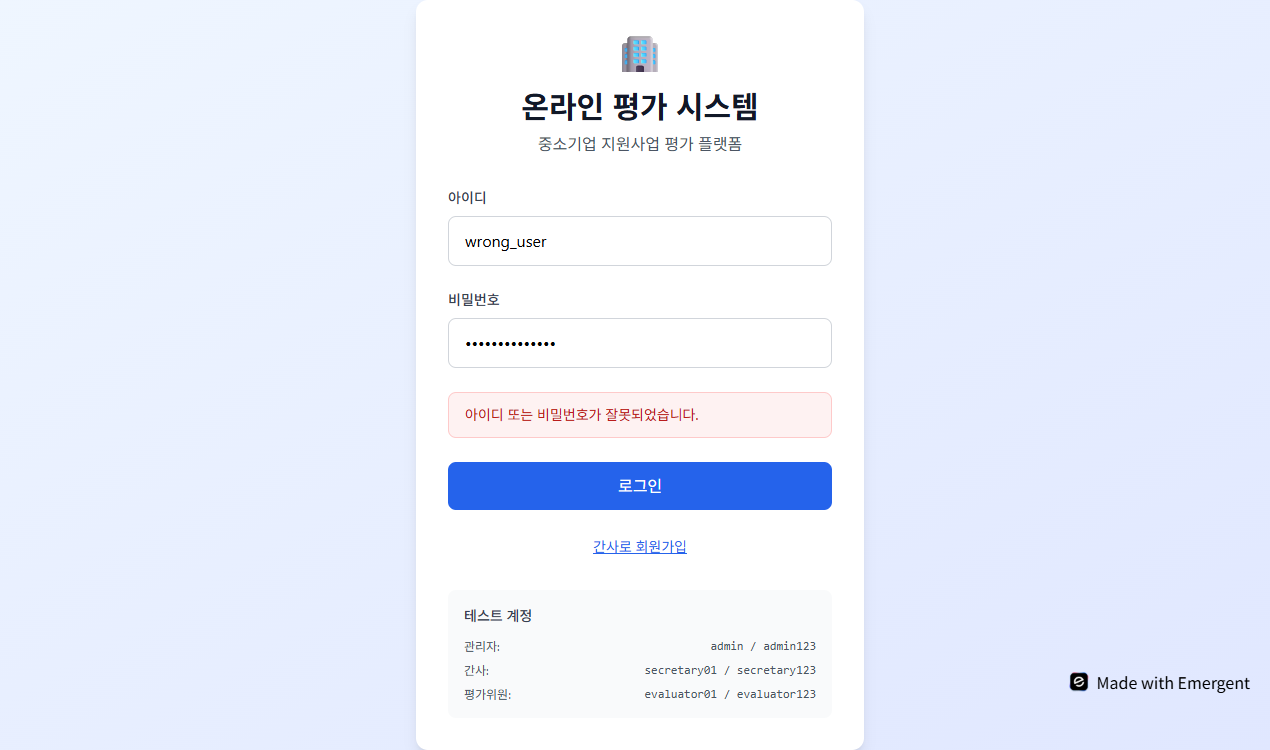 온라인 평가 시스템
중소기업 지원사업 평가 플랫폼
아이디
wrong_user
비밀번호
••••••••••••••
아이디 또는 비밀번호가 잘못되었습니다.
로그인
간사로 회원가입
테스트 계정
관리자: admin / admin123
간사: secretary01 / secretary123
평가위원: evaluator01 / evaluator123
Made with Emergent